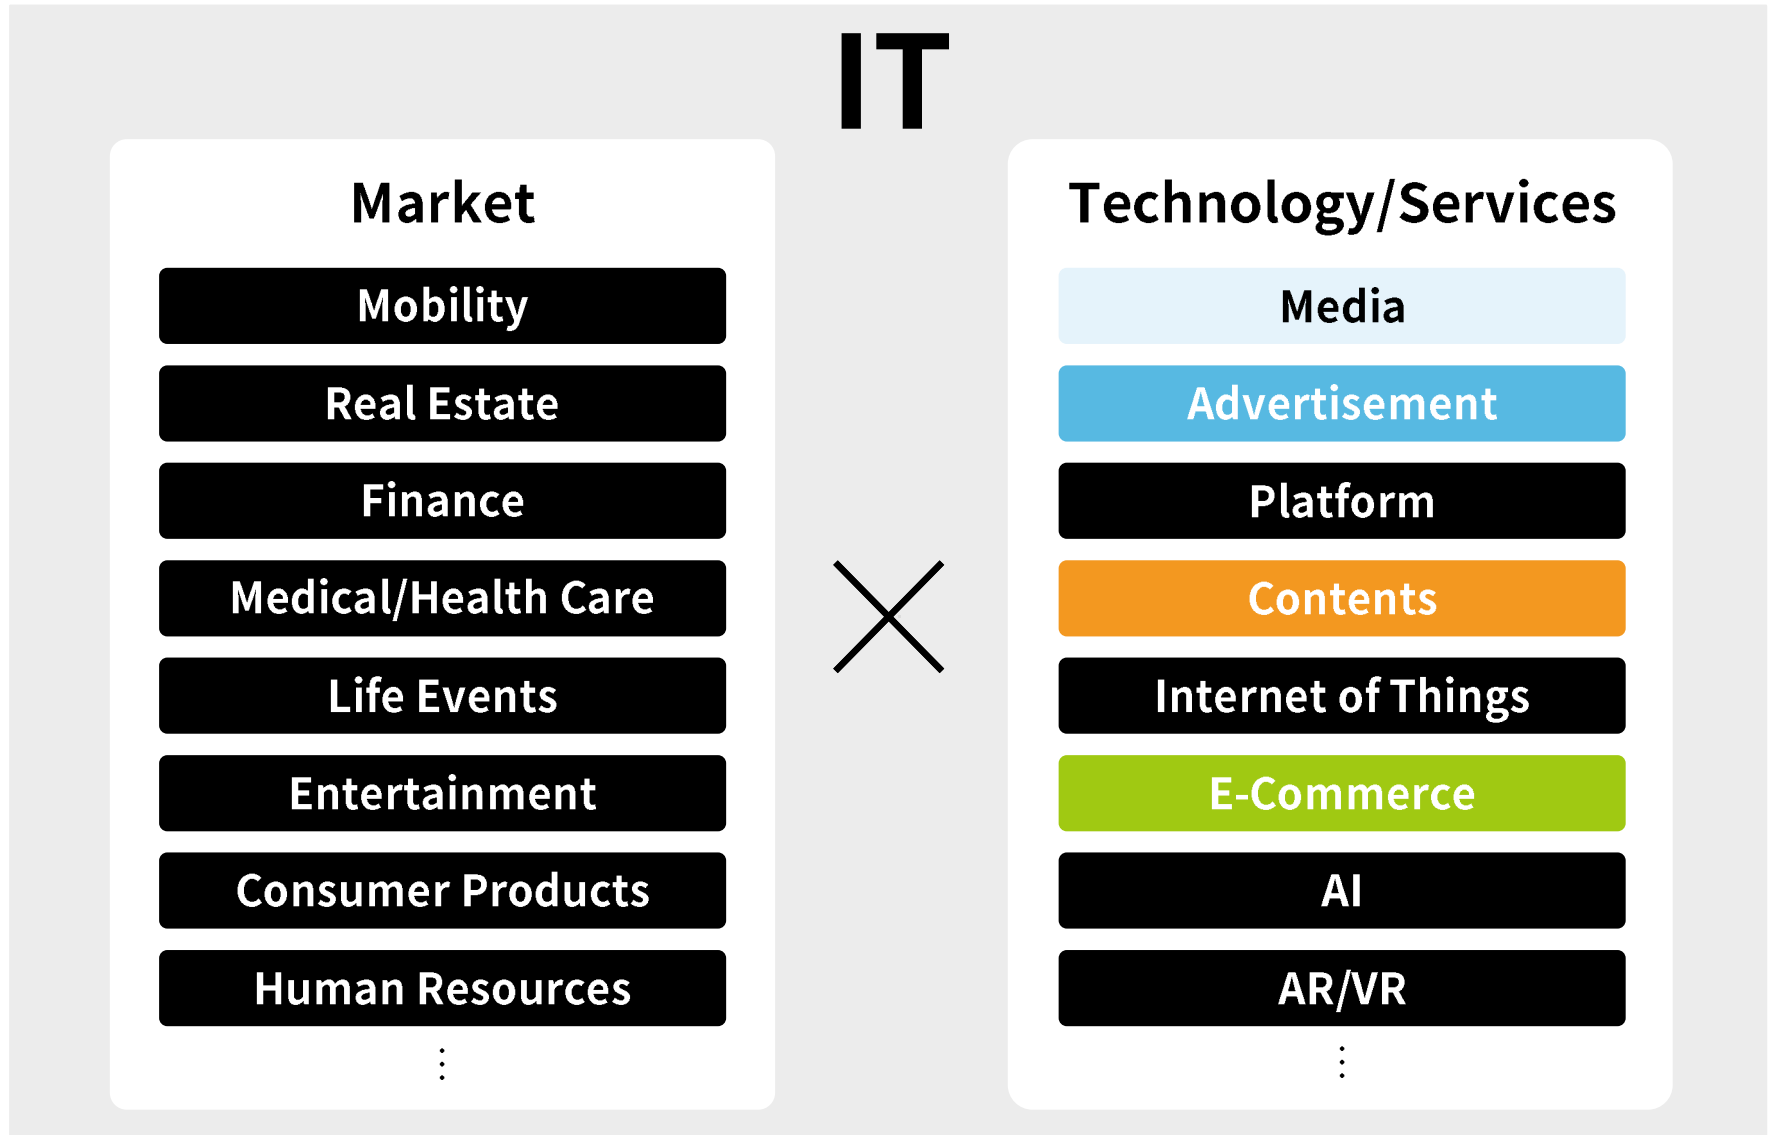 IT
Market
Mobility
Real Estate
Finance
Medical/Health Care
Life Events
Entertainment
Consumer Products
Human Resources
⋮
Technology/Services
Media
Advertisement
Platform
Contents
Internet of Things
E-Commerce
AI
AR/VR
⋮